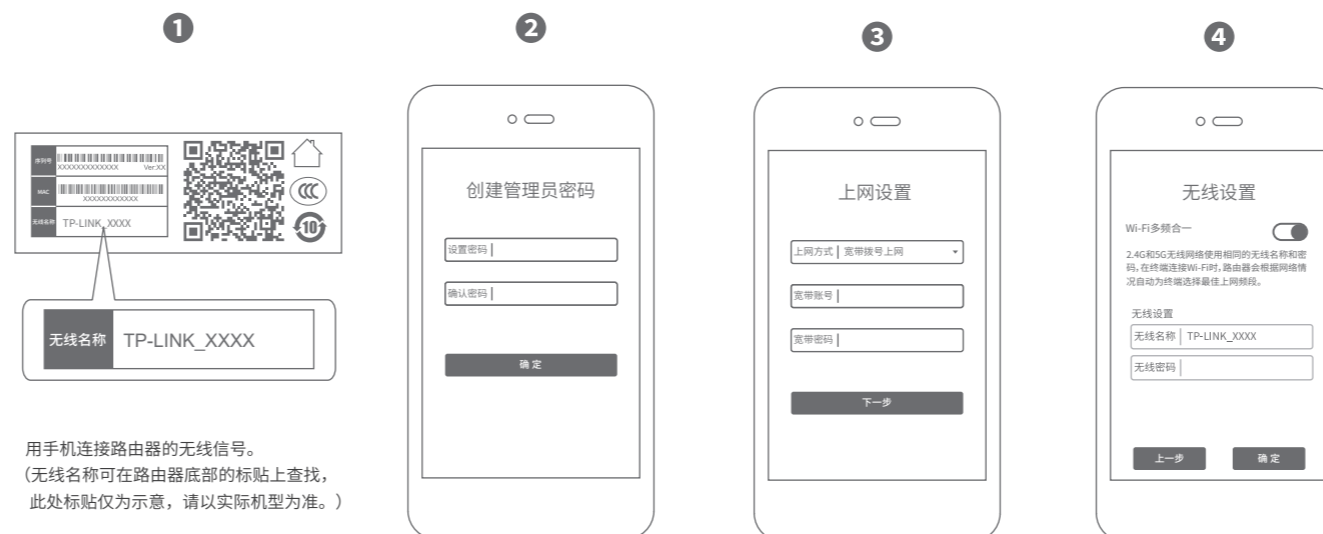 1
序列号
XXXXXXXXXXXXX Ver:XX
MAC
XXXXXXXXXXXX
无线名称 TP-LINK_XXXX
CCC
10
无线名称 TP-LINK_XXXX
用手机连接路由器的无线信号。
（无线名称可在路由器底部的标贴上查找，
此处标贴仅为示意，请以实际机型为准。）
2
创建管理员密码
设置密码
确认密码
确定
3
上网设置
上网方式 宽带拨号上网
宽带账号
宽带密码
下一步
4
无线设置
Wi-Fi多频合一
2.4G和5G无线网络使用相同的无线名称和密
码,在终端连接Wi-Fi时,路由器会根据网络情
况自动为终端选择最佳上网频段。
无线设置
无线名称 TP-LINK_XXXX
无线密码
上一步 确定